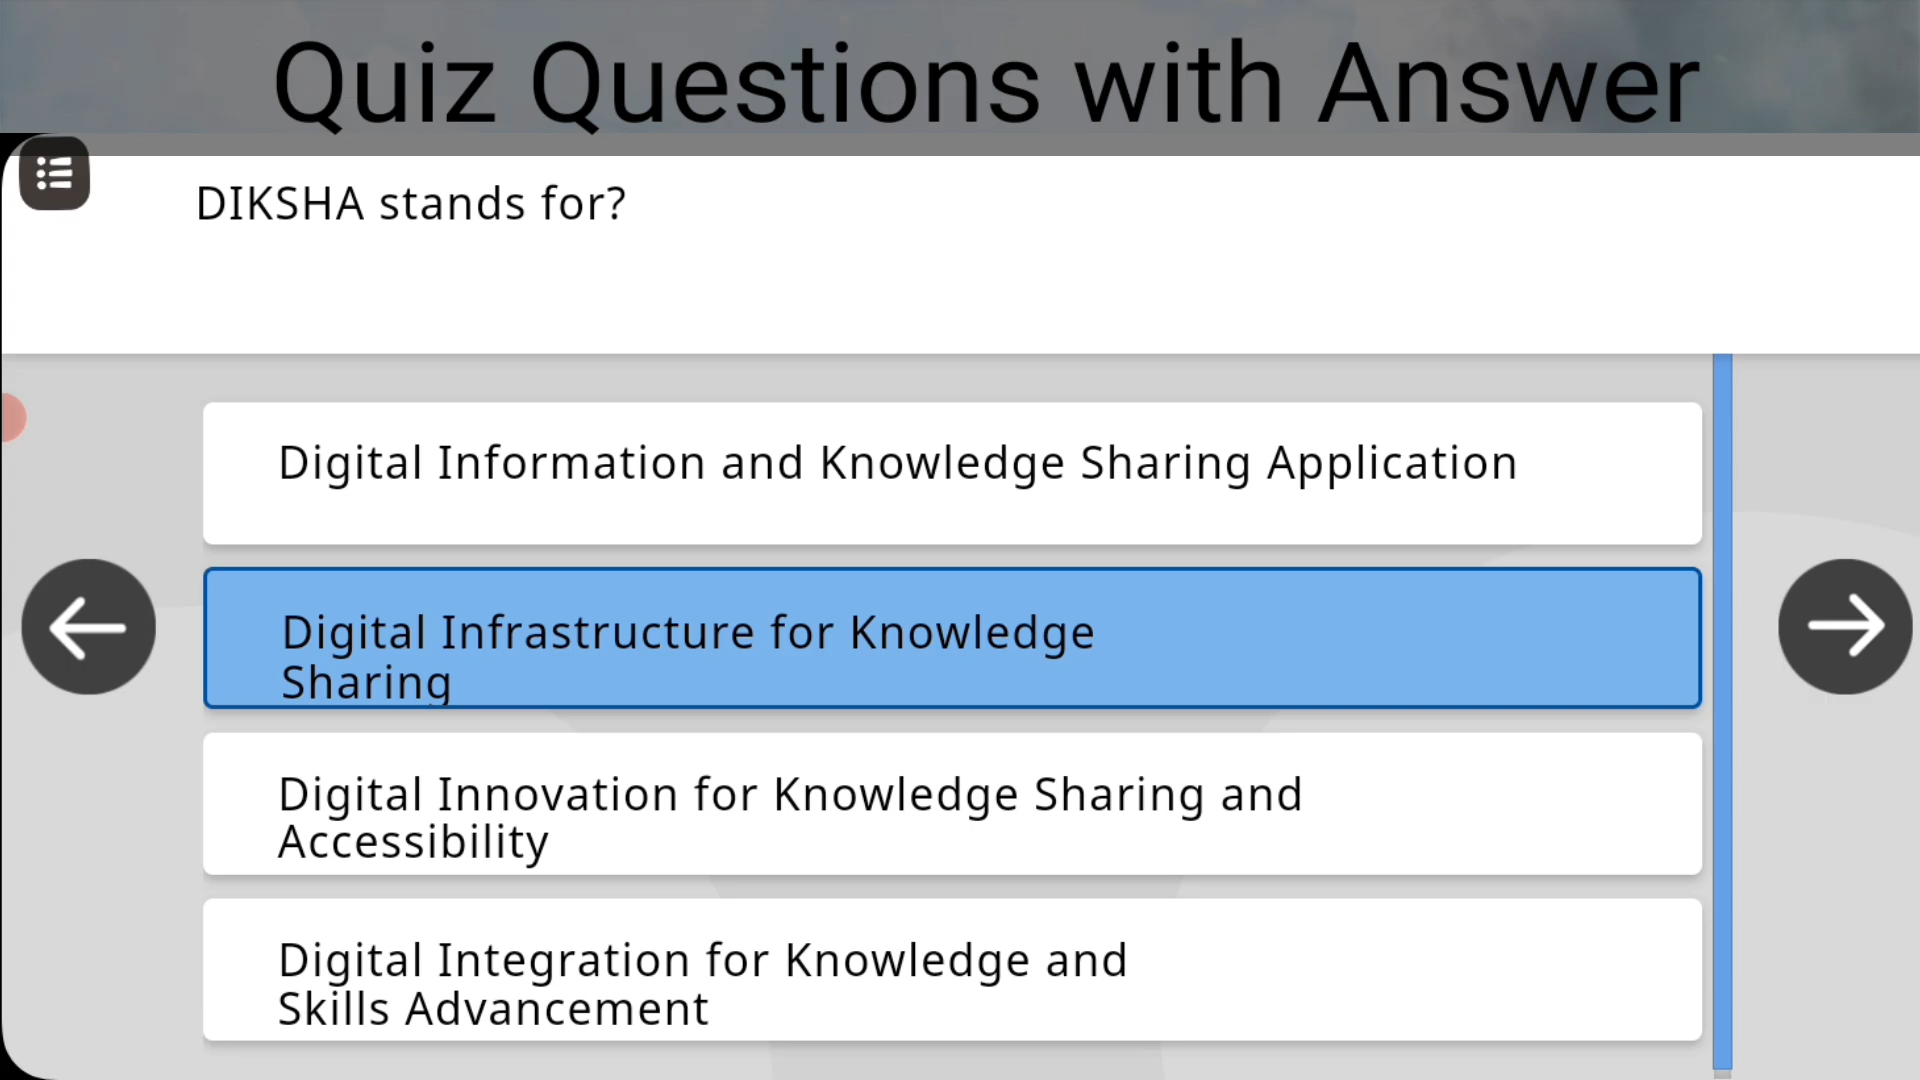 Quiz Questions with Answer
DIKSHA stands for?
Digital Information and Knowledge Sharing Application
Digital Infrastructure for Knowledge
Sharing
Digital Innovation for Knowledge Sharing and
Accessibility
Digital Integration for Knowledge and
Skills Advancement